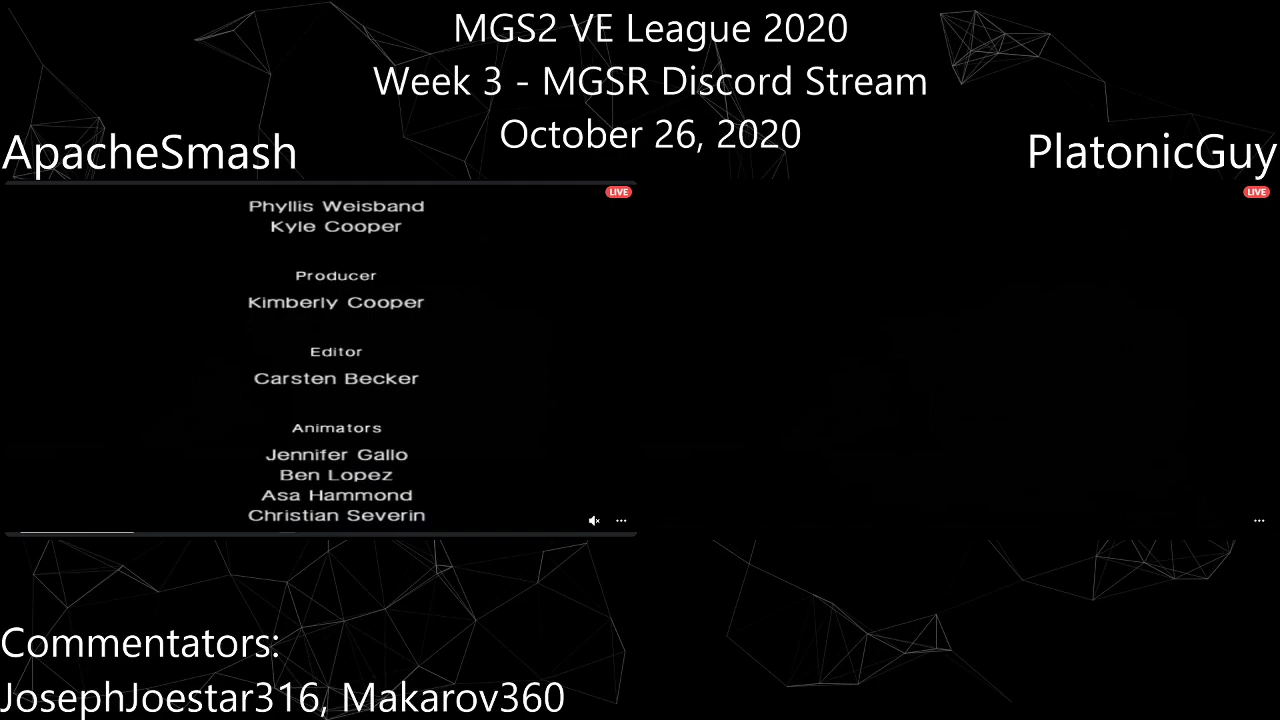 MGS2 VE League 2020
Week 3 - MGSR Discord Stream
October 26, 2020
ApacheSmash
PlatonicGuy
LIVE
LIVE
Phyllis Weisband
Kyle Cooper
Producer
Kimberly Cooper
Editor
Carsten Becker
Animators
Jennifer Gallo
Ben Lopez
Asa Hammond
Christian Severin
Commentators:
JosephJoestar316, Makarov360